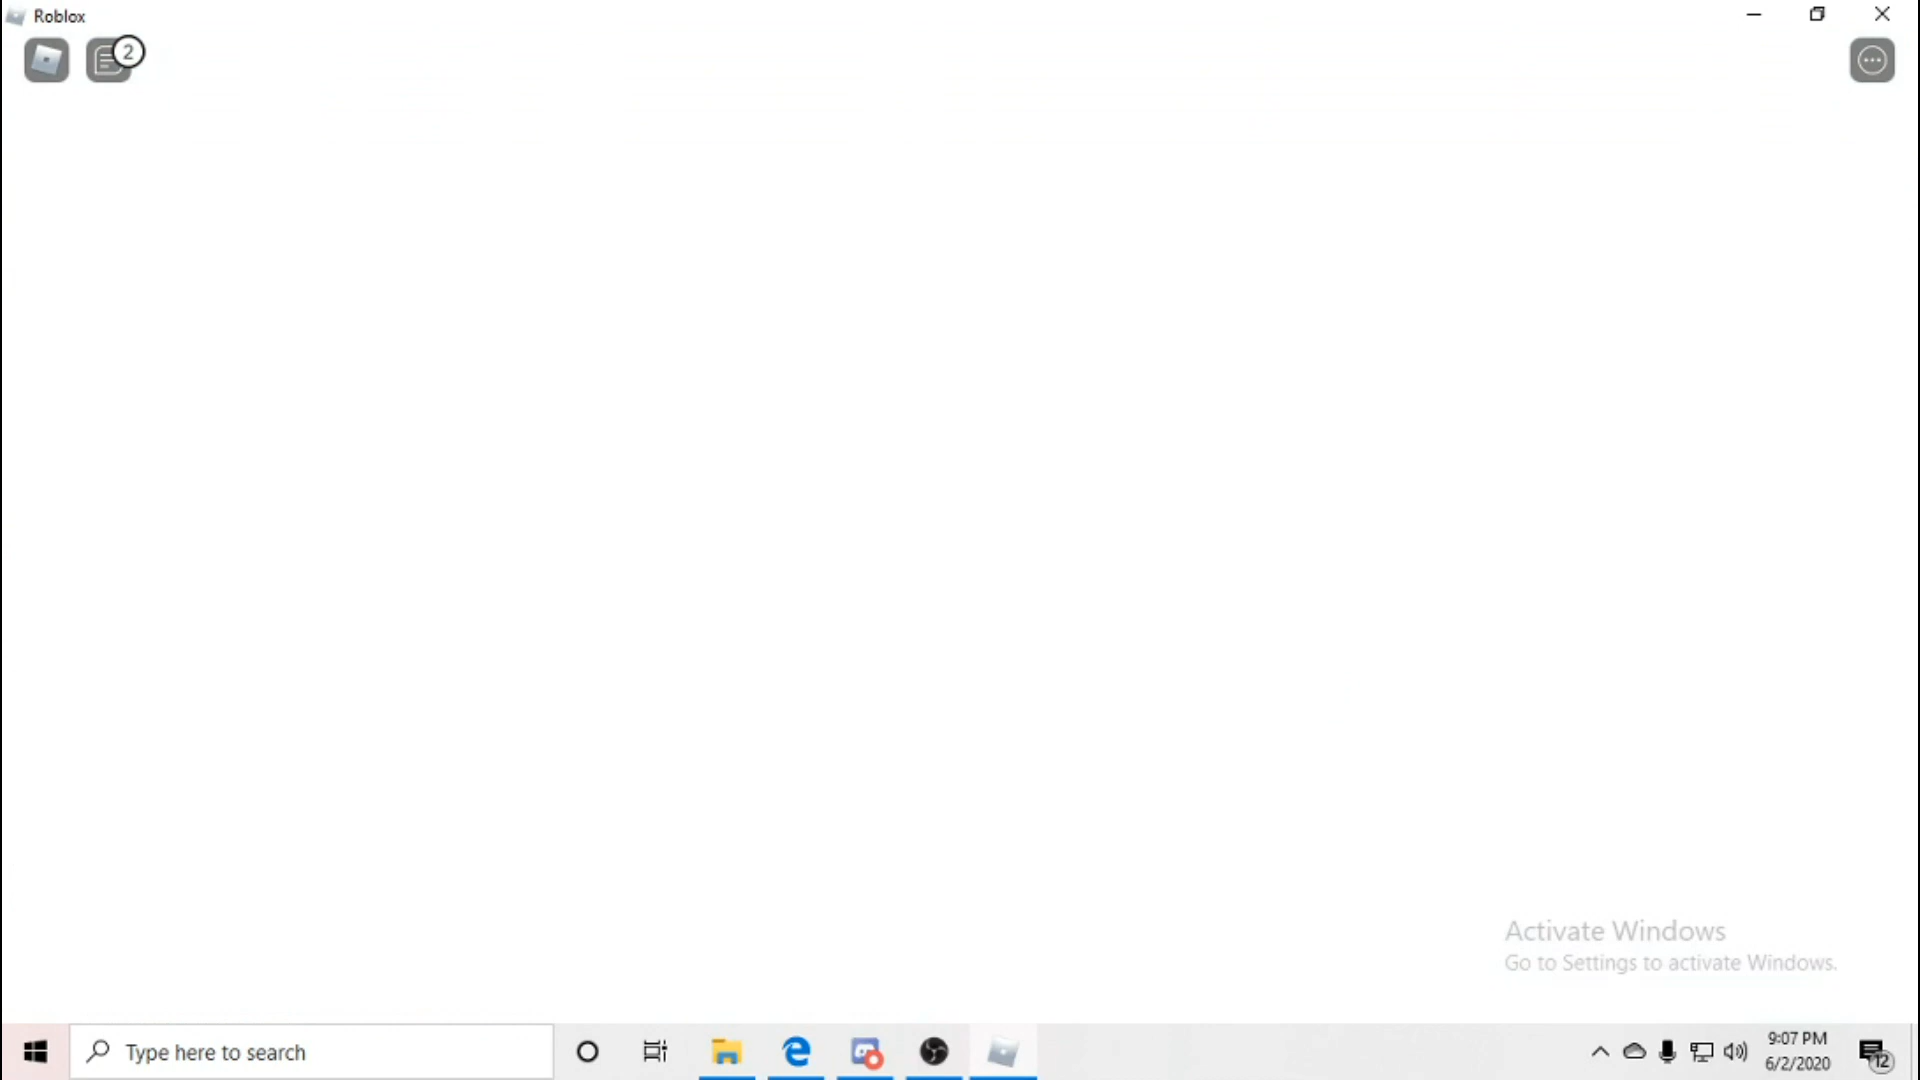 Roblox
2
Activate Windows
Go to Settings to activate Windows.
Type here to search
9:07 PM
6/2/2020
12